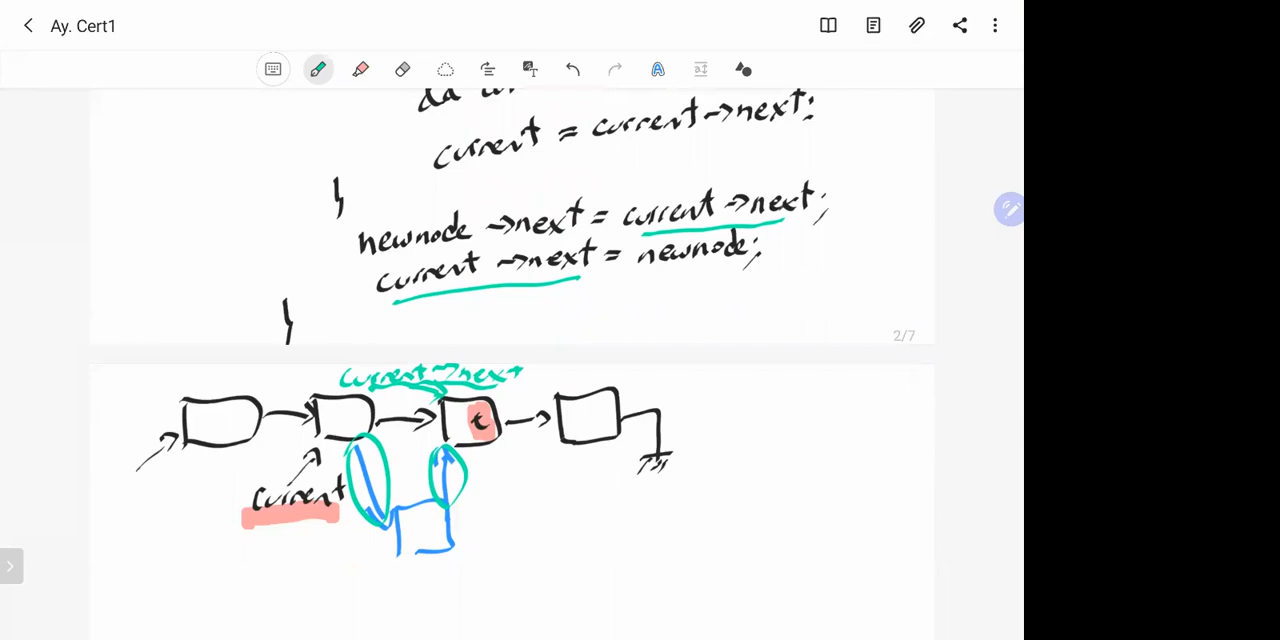 Ay. Cert1
current = current->next;
}
newnode ->next = current ->next;
current ->next = newnode;
}
2/7
current->next
t
current